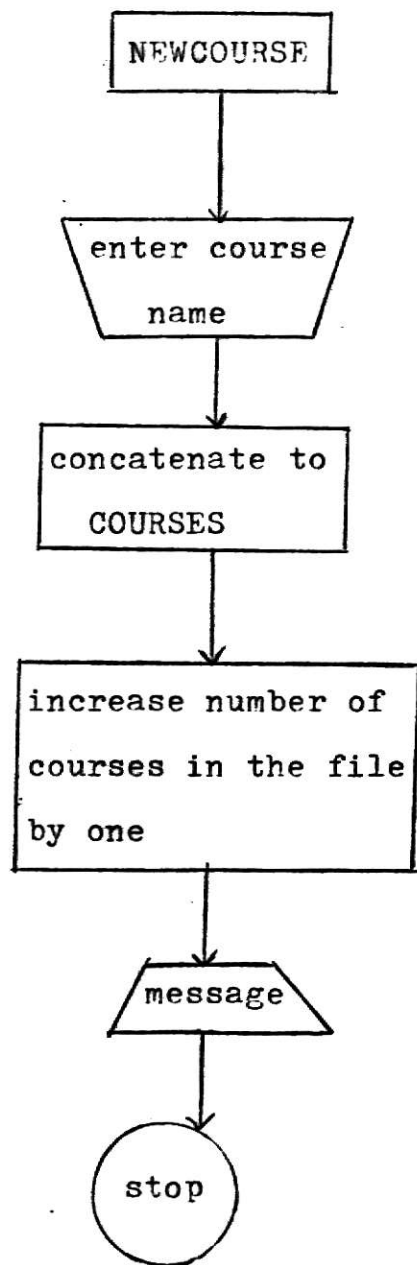 NEWCOURSE
enter course
name
concatenate to
COURSES
increase number of
courses in the file
by one
message
stop